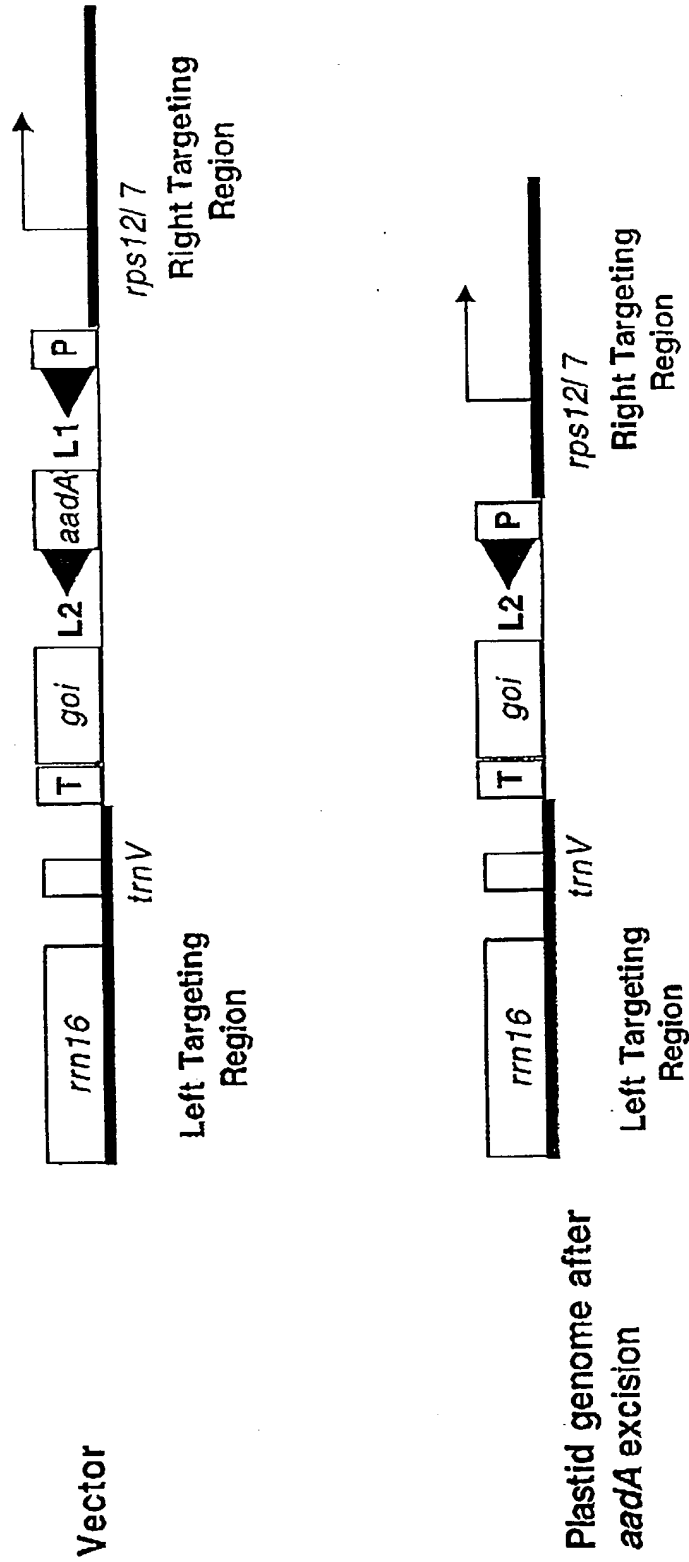 Vector
rrn16
T
goi
L2
aadA
L1
P
trnV
rps12/7
Left Targeting
Region
Right Targeting
Region
Plastid genome after
aadA excision
rrn16
T
goi
L2
P
trnV
rps12/7
Left Targeting
Region
Right Targeting
Region